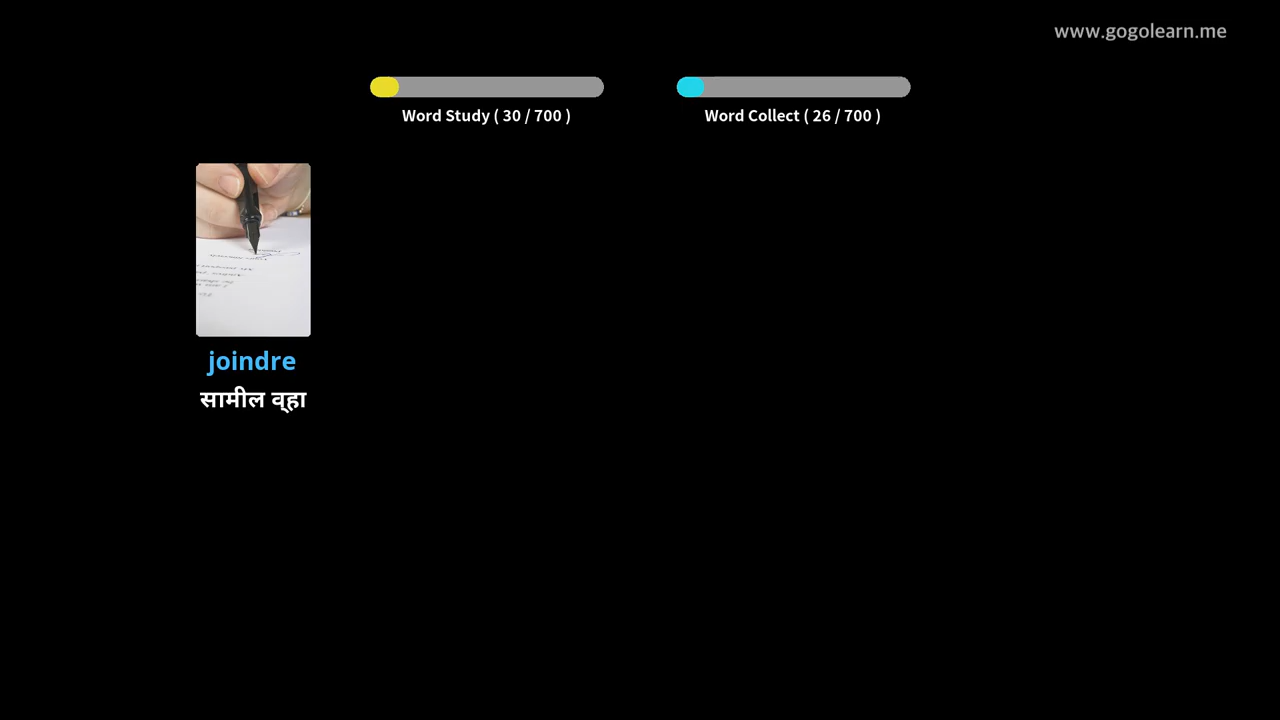 www.gogolearn.me
Word Study ( 30 / 700 )
Word Collect ( 26 / 700 )
joindre
सामील व्हा